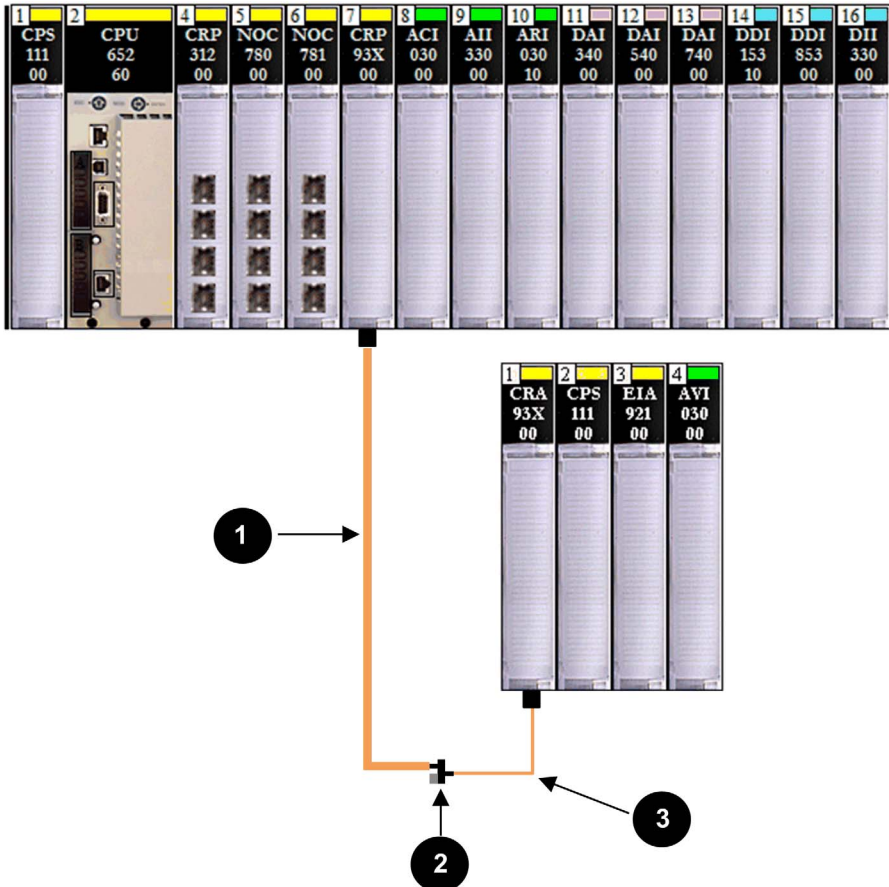 1 2 4 5 6 7 8 9 10 11 12 13 14 15 16
CPS CPU CRP NOC NOC CRP ACI AII ARI DAI DAI DAI DDI DDI DII
111 652 312 780 781 93X 030 330 030 340 540 740 153 853 330
00 60 00 00 00 00 00 00 10 00 00 00 10 00 00
1 2 3 4
CRA CPS EIA AVI
93X 111 921 030
00 00 00 00
1
3
2